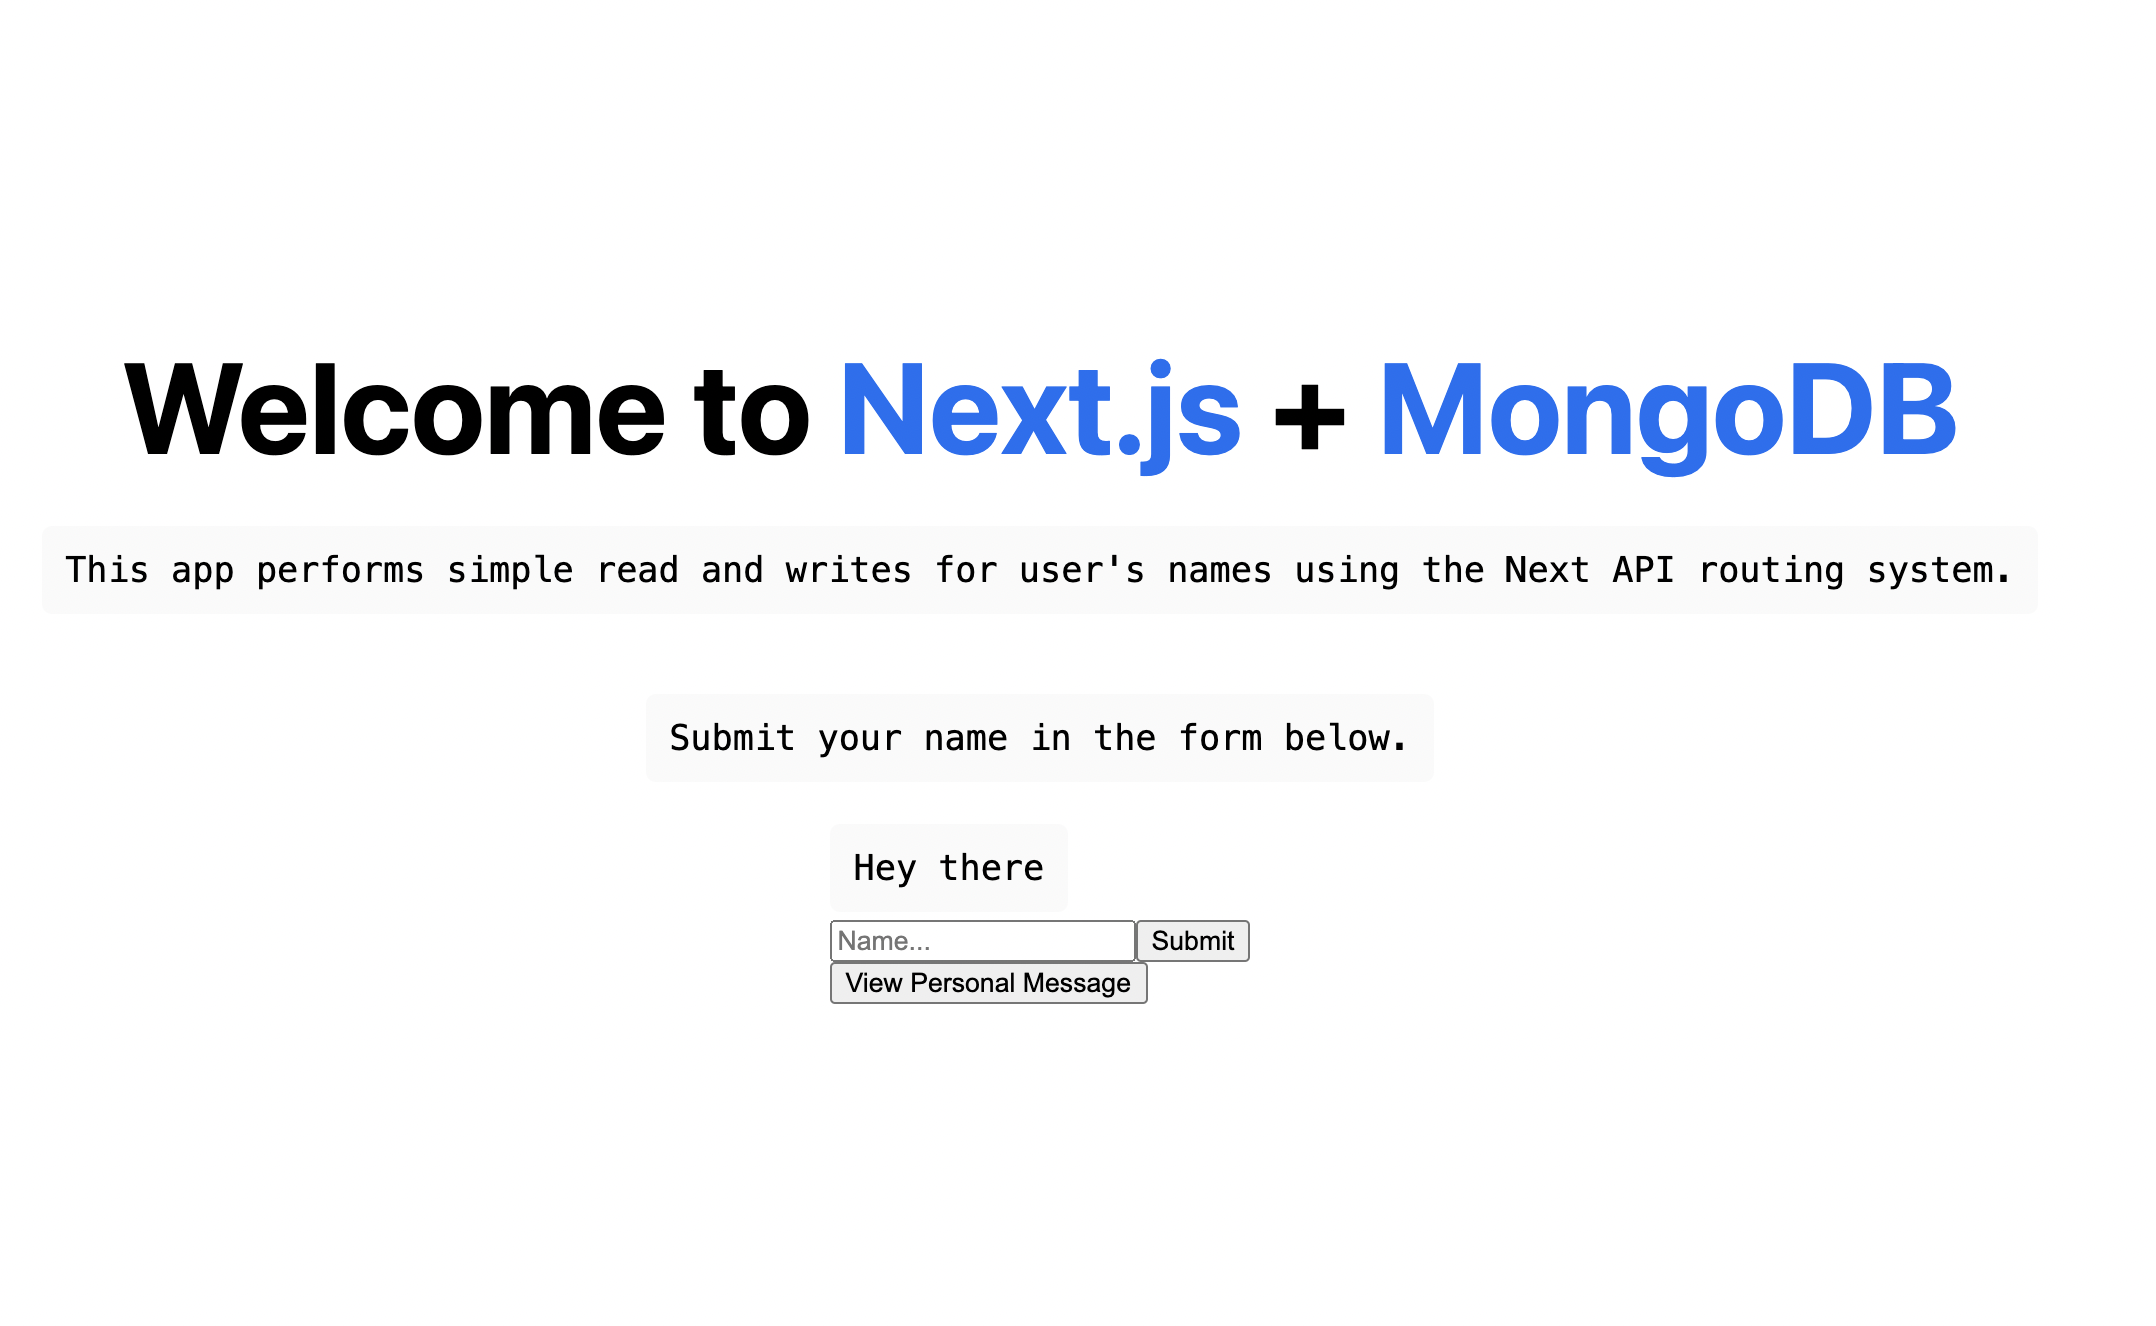 Welcome to Next.js + MongoDB
This app performs simple read and writes for user's names using the Next API routing system.
Submit your name in the form below.
Hey there
Name... Submit
View Personal Message